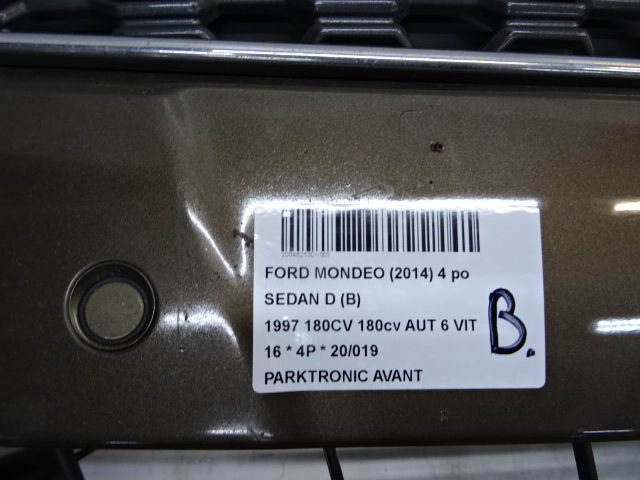 FORD MONDEO (2014) 4 po
SEDAN D (B)
1997 180CV 180cv AUT 6 VIT
16 * 4P * 20/019
PARKTRONIC AVANT
B.